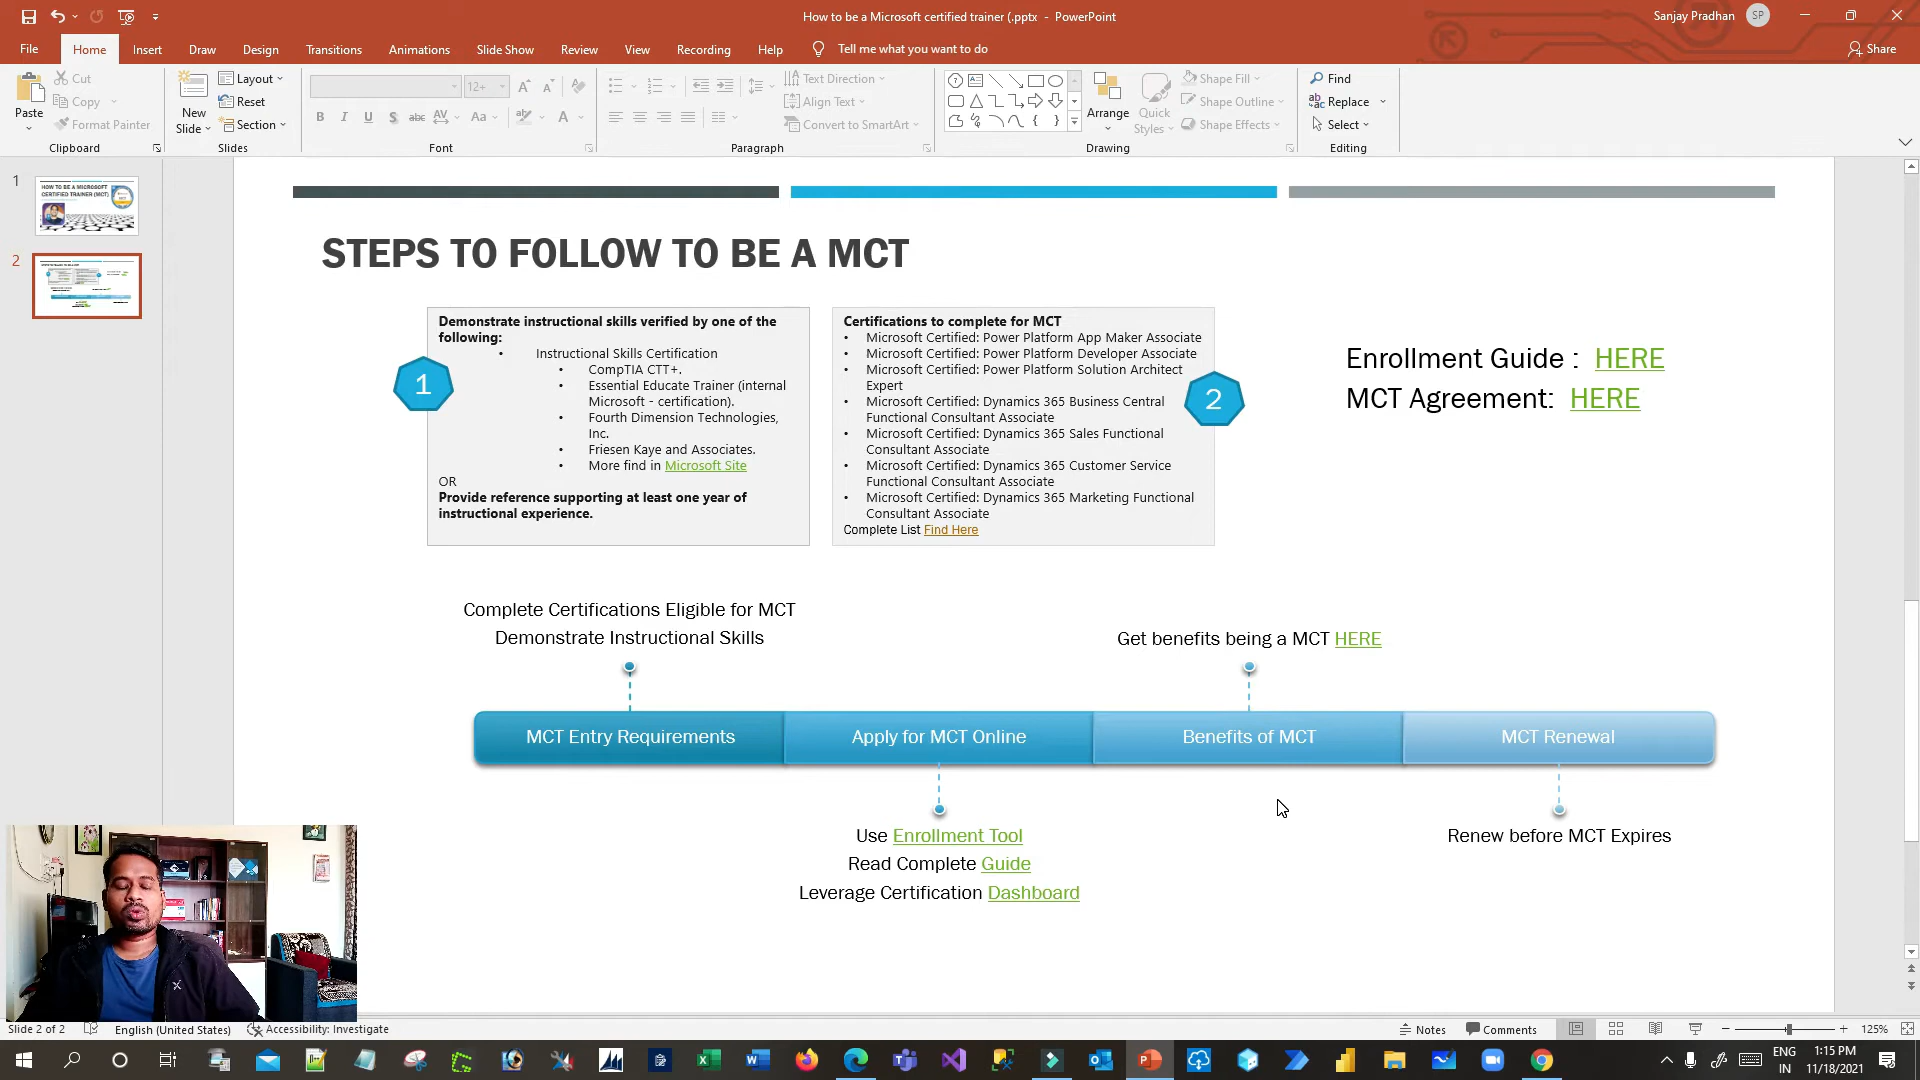 How to be a Microsoft certified trainer (.pptx - PowerPoint
Sanjay Pradhan
SP
File
Home
Insert
Draw
Design
Transitions
Animations
Slide Show
Review
View
Recording
Help
Tell me what you want to do
Share
Paste
Cut
Copy
Format Painter
Clipboard
New
Slide
Layout
Reset
Section
Slides
12+
Font
Text Direction
Align Text
Convert to SmartArt
Paragraph
Arrange
Quick
Styles
Shape Fill
Shape Outline
Shape Effects
Drawing
Find
Replace
Select
Editing
1
HOW TO BE A MICROSOFT
CERTIFIED TRAINER (MCT)
2
STEPS TO FOLLOW TO BE A MCT
1
Demonstrate instructional skills verified by one of the
following:
• Instructional Skills Certification
• CompTIA CTT+.
• Essential Educate Trainer (internal
Microsoft - certification).
• Fourth Dimension Technologies,
Inc.
• Friesen Kaye and Associates.
• More find in Microsoft Site
OR
Provide reference supporting at least one year of
instructional experience.
2
Certifications to complete for MCT
• Microsoft Certified: Power Platform App Maker Associate
• Microsoft Certified: Power Platform Developer Associate
• Microsoft Certified: Power Platform Solution Architect
Expert
• Microsoft Certified: Dynamics 365 Business Central
Functional Consultant Associate
• Microsoft Certified: Dynamics 365 Sales Functional
Consultant Associate
• Microsoft Certified: Dynamics 365 Customer Service
Functional Consultant Associate
• Microsoft Certified: Dynamics 365 Marketing Functional
Consultant Associate
Complete List Find Here
Enrollment Guide : HERE
MCT Agreement: HERE
Complete Certifications Eligible for MCT
Demonstrate Instructional Skills
Get benefits being a MCT HERE
MCT Entry Requirements
Apply for MCT Online
Benefits of MCT
MCT Renewal
Use Enrollment Tool
Read Complete Guide
Leverage Certification Dashboard
Renew before MCT Expires
Slide 2 of 2
English (United States)
Accessibility: Investigate
Notes
Comments
125%
ENG
IN
1:15 PM
11/18/2021